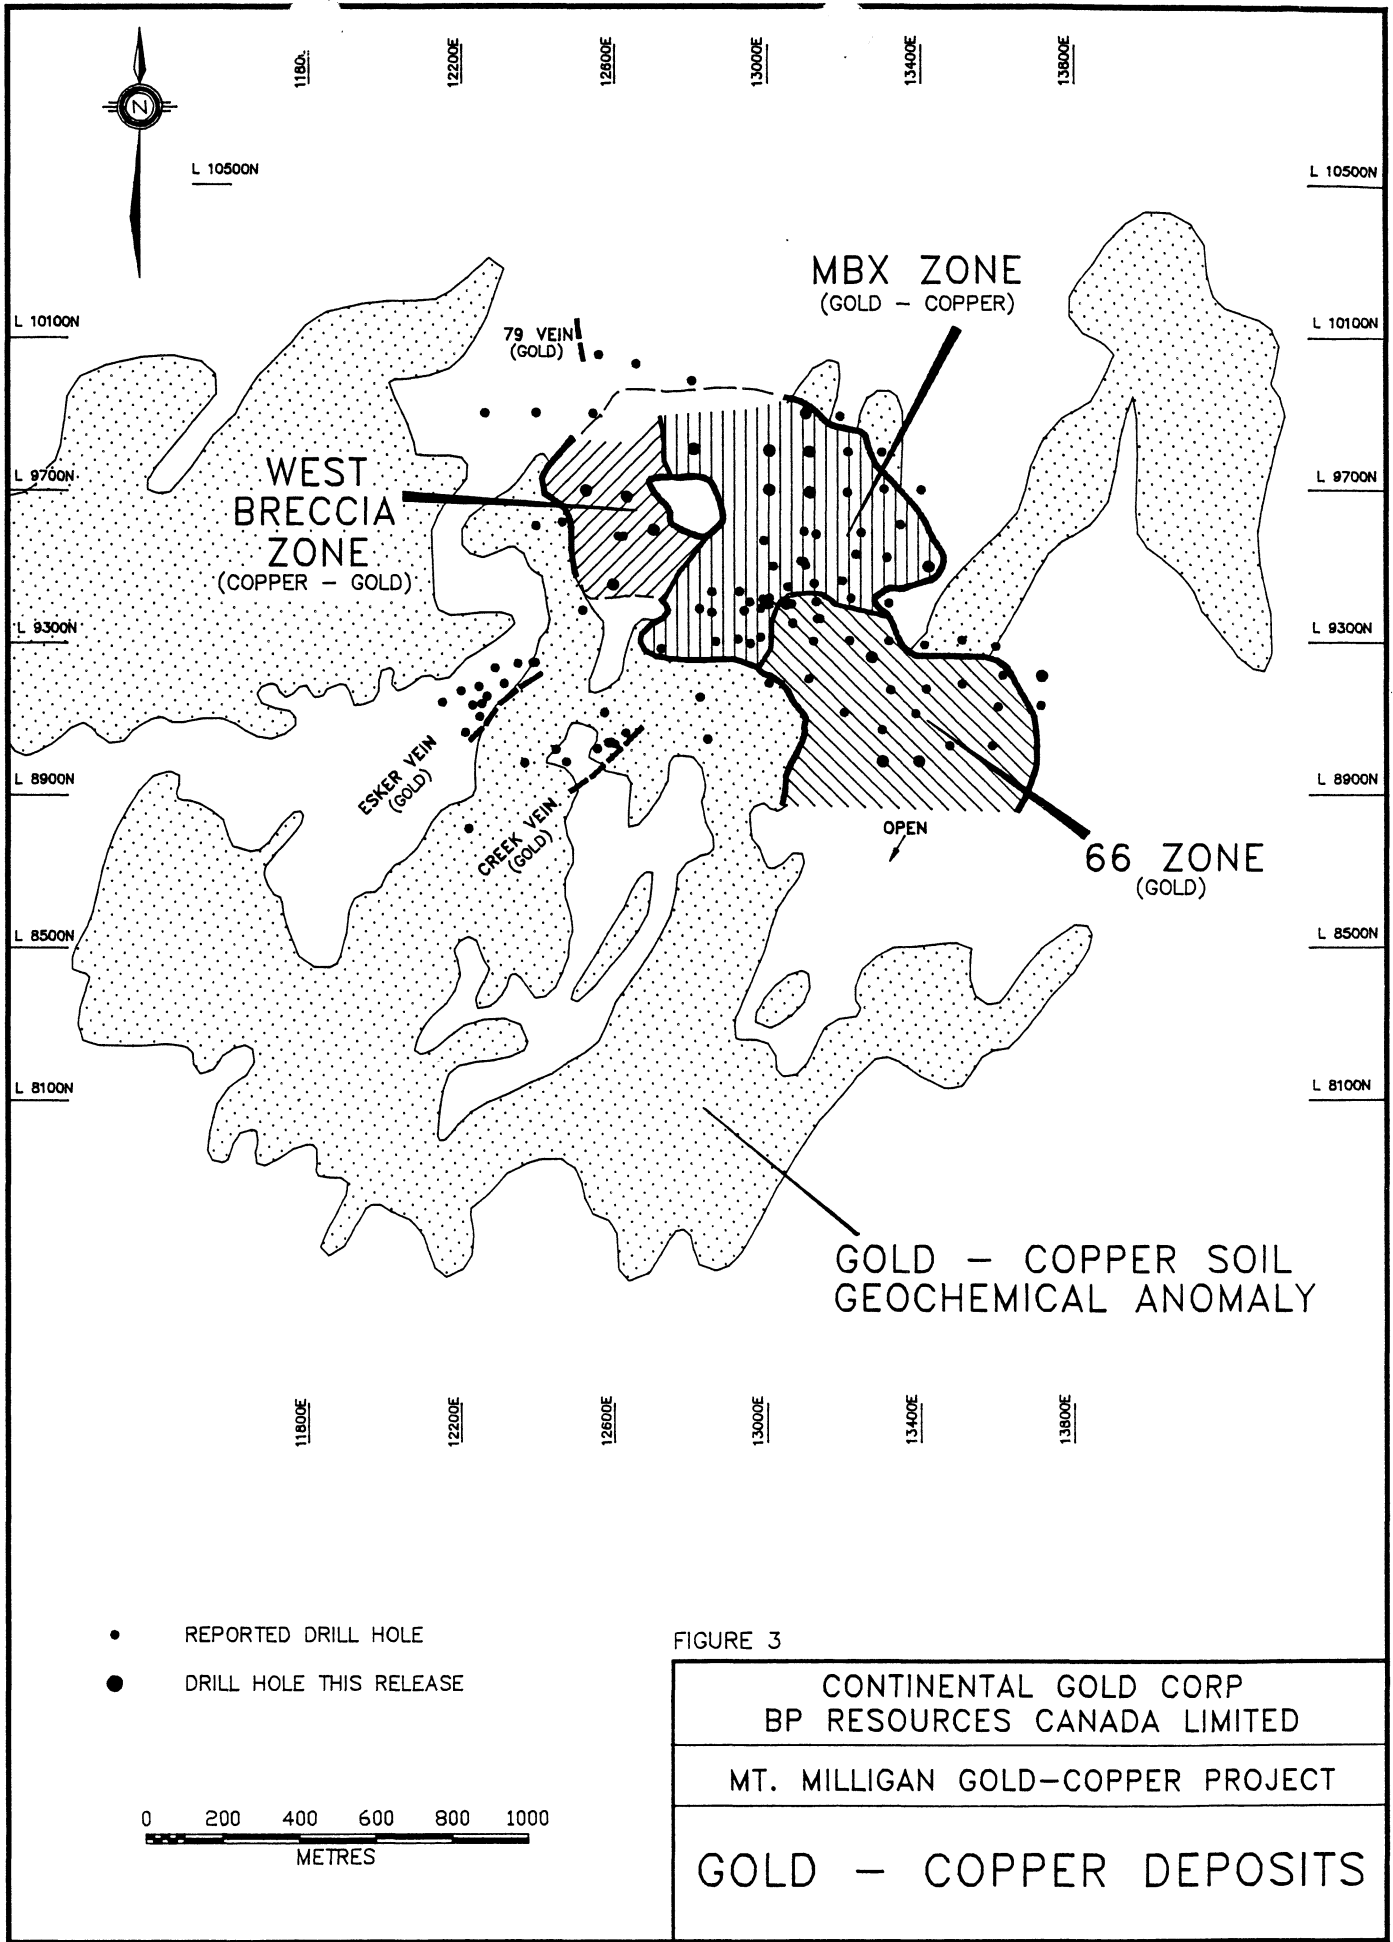 1180
12200E
12600E
13000E
13400E
13800E
N
L 10500N
L 10500N
MBX ZONE
(GOLD – COPPER)
L 10100N
L 10100N
79 VEIN
(GOLD)
WEST
BRECCIA
ZONE
(COPPER – GOLD)
L 9700N
L 9700N
L 9300N
L 9300N
ESKER VEIN
(GOLD)
CREEK VEIN
(GOLD)
L 8900N
L 8900N
OPEN
66 ZONE
(GOLD)
L 8500N
L 8500N
L 8100N
L 8100N
GOLD – COPPER SOIL
GEOCHEMICAL ANOMALY
11800E
12200E
12600E
13000E
13400E
13800E
REPORTED DRILL HOLE
DRILL HOLE THIS RELEASE
0 200 400 600 800 1000
METRES
FIGURE 3
CONTINENTAL GOLD CORP
BP RESOURCES CANADA LIMITED
MT. MILLIGAN GOLD–COPPER PROJECT
GOLD – COPPER DEPOSITS